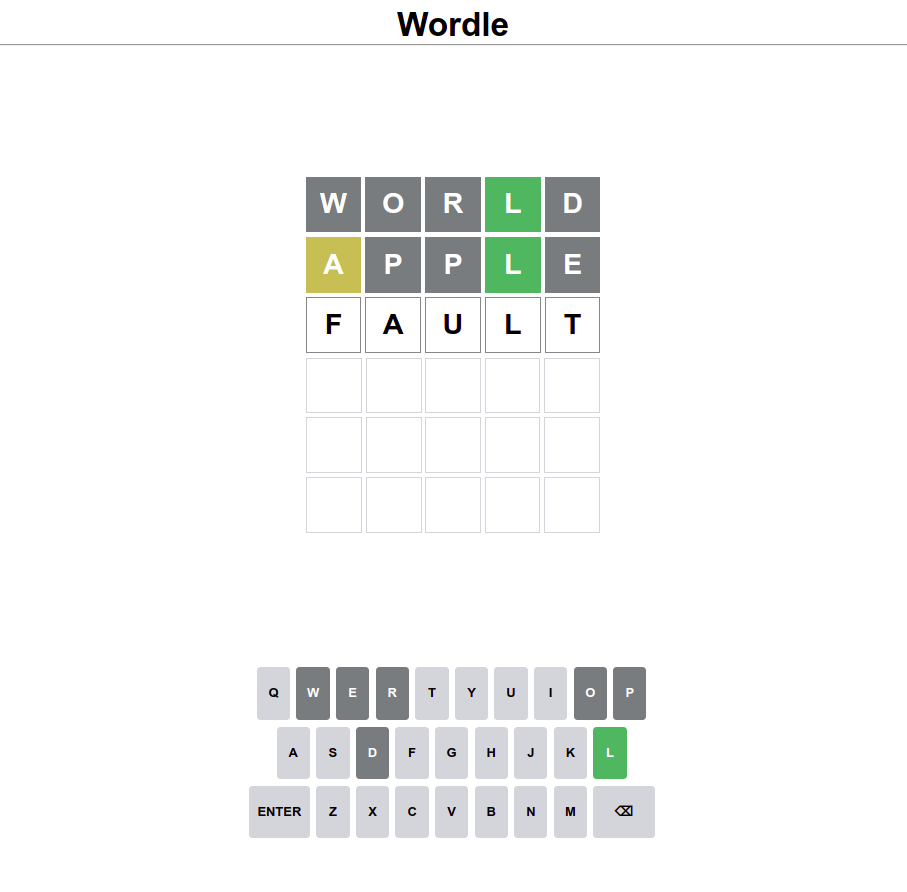 Wordle
W O R L D
A P P L E
F A U L T
Q W E R T Y U I O P
A S D F G H J K L
ENTER Z X C V B N M ⌫